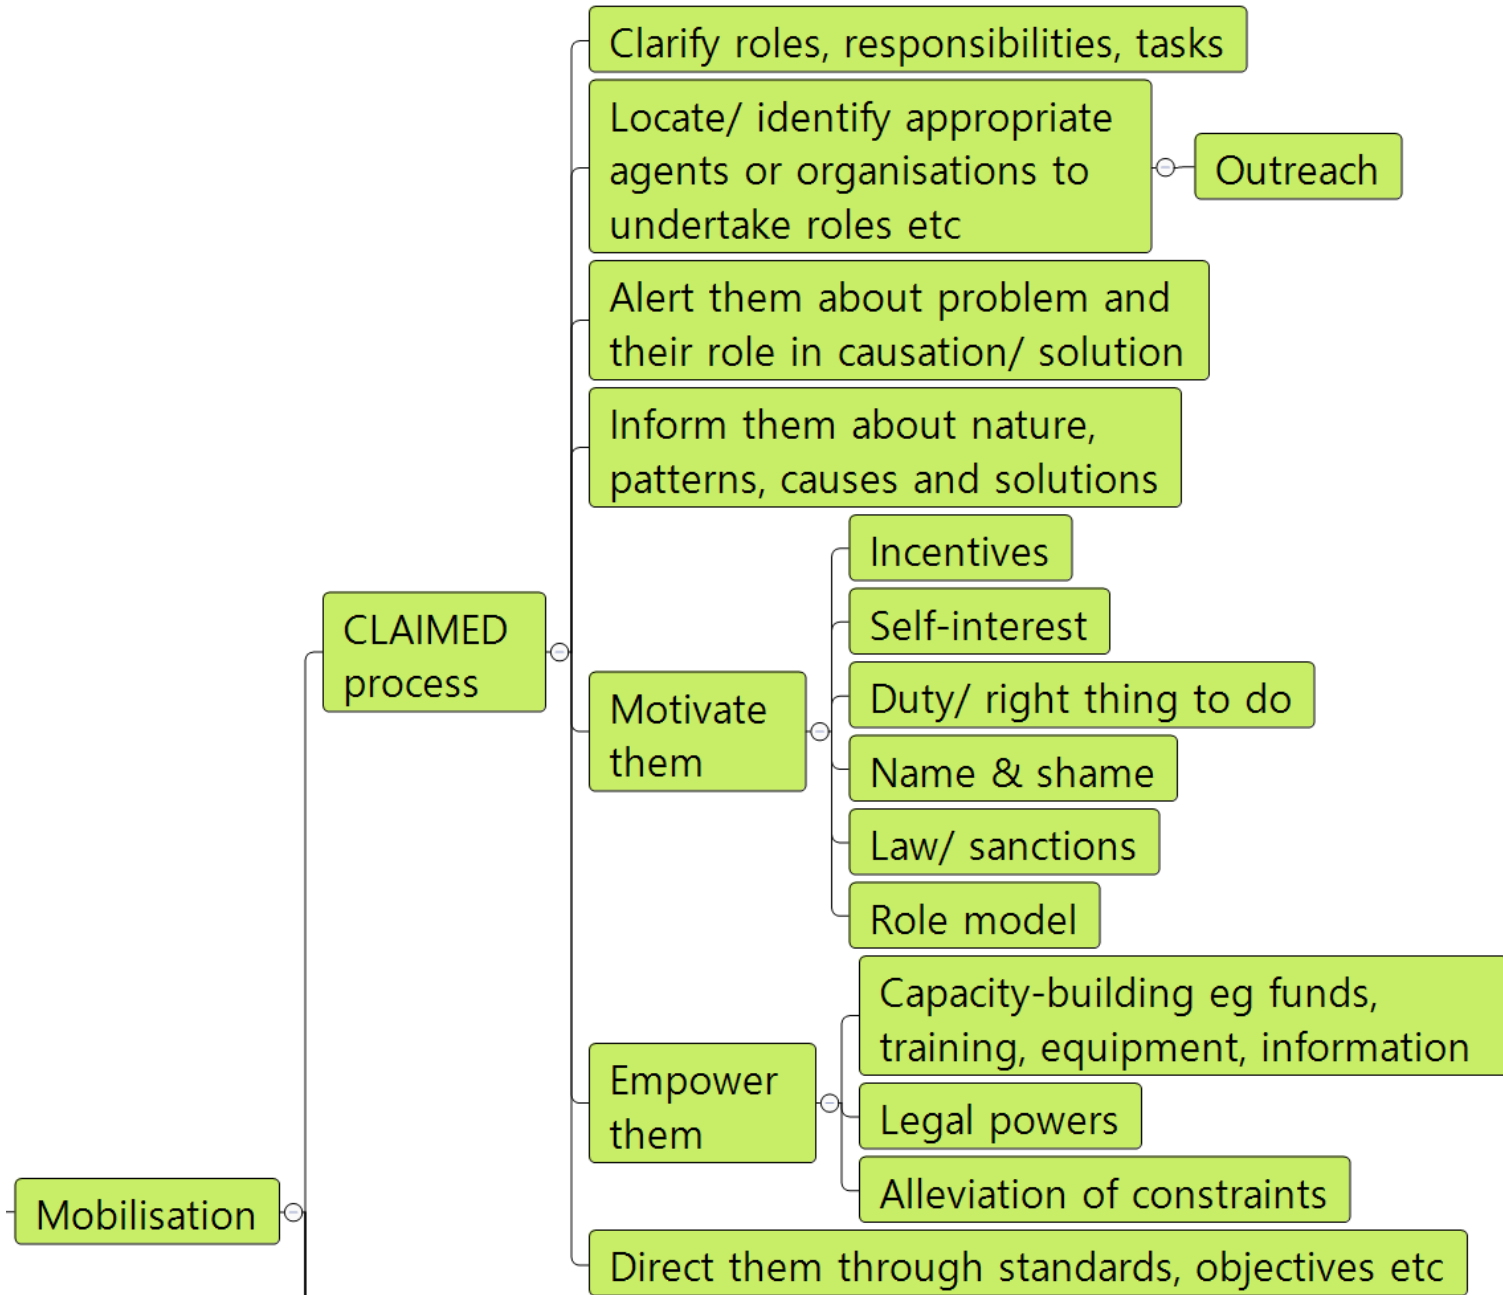 Clarify roles, responsibilities, tasks
Locate/ identify appropriate
agents or organisations to
undertake roles etc
Outreach
Alert them about problem and
their role in causation/ solution
Inform them about nature,
patterns, causes and solutions
CLAIMED
process
Motivate
them
Incentives
Self-interest
Duty/ right thing to do
Name & shame
Law/ sanctions
Role model
Empower
them
Capacity-building eg funds,
training, equipment, information
Legal powers
Alleviation of constraints
Mobilisation
Direct them through standards, objectives etc